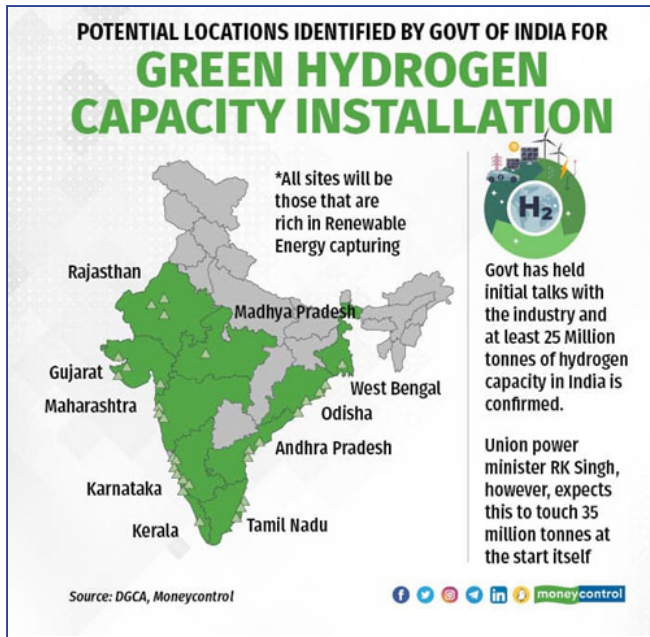 POTENTIAL LOCATIONS IDENTIFIED BY GOVT OF INDIA FOR
GREEN HYDROGEN
CAPACITY INSTALLATION
*All sites will be
those that are
rich in Renewable
Energy capturing
H2
Rajasthan
Madhya Pradesh
Gujarat
Maharashtra
West Bengal
Odisha
Andhra Pradesh
Karnataka
Kerala
Tamil Nadu
Govt has held
initial talks with
the industry and
at least 25 Million
tonnes of hydrogen
capacity in India is
confirmed.
Union power
minister RK Singh,
however, expects
this to touch 35
million tonnes at
the start itself
Source: DGCA, Moneycontrol
moneycontrol